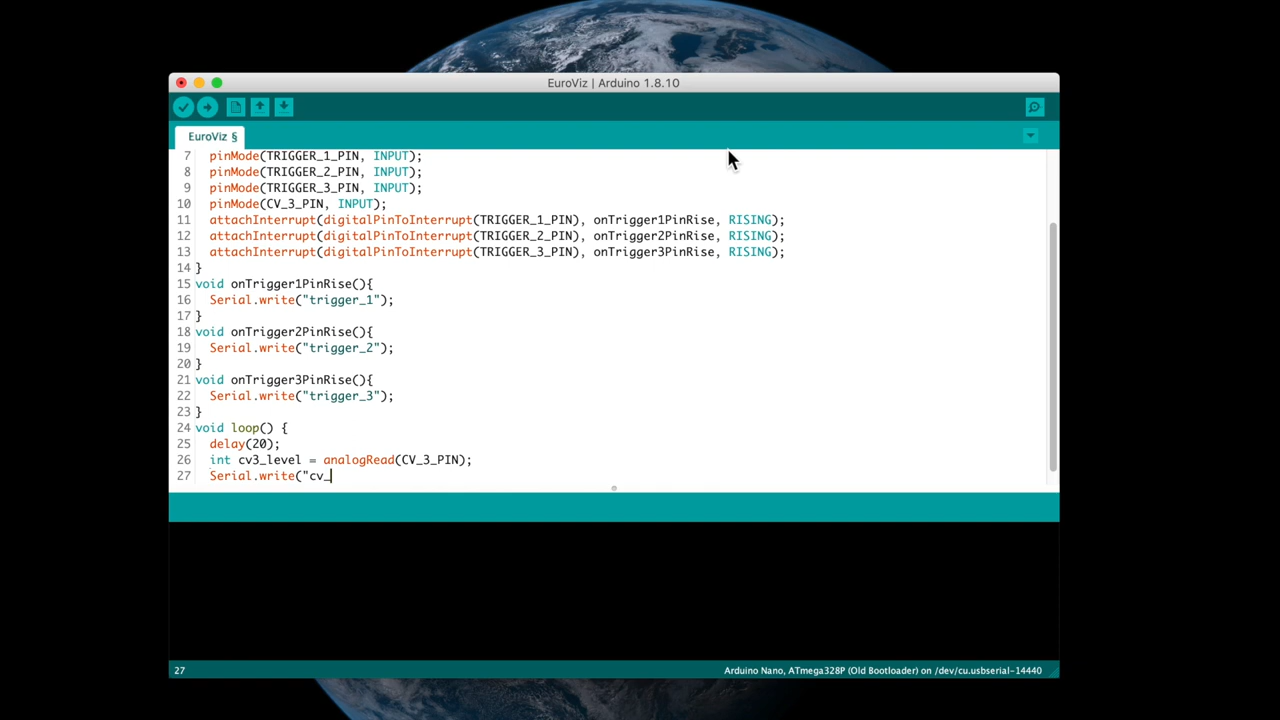 EuroViz | Arduino 1.8.10
EuroViz §
7 pinMode(TRIGGER_1_PIN, INPUT);
8 pinMode(TRIGGER_2_PIN, INPUT);
9 pinMode(TRIGGER_3_PIN, INPUT);
10 pinMode(CV_3_PIN, INPUT);
11 attachInterrupt(digitalPinToInterrupt(TRIGGER_1_PIN), onTrigger1PinRise, RISING);
12 attachInterrupt(digitalPinToInterrupt(TRIGGER_2_PIN), onTrigger2PinRise, RISING);
13 attachInterrupt(digitalPinToInterrupt(TRIGGER_3_PIN), onTrigger3PinRise, RISING);
14 }
15 void onTrigger1PinRise(){
16 Serial.write("trigger_1");
17 }
18 void onTrigger2PinRise(){
19 Serial.write("trigger_2");
20 }
21 void onTrigger3PinRise(){
22 Serial.write("trigger_3");
23 }
24 void loop() {
25 delay(20);
26 int cv3_level = analogRead(CV_3_PIN);
27 Serial.write("cv_
27
Arduino Nano, ATmega328P (Old Bootloader) on /dev/cu.usbserial-14440